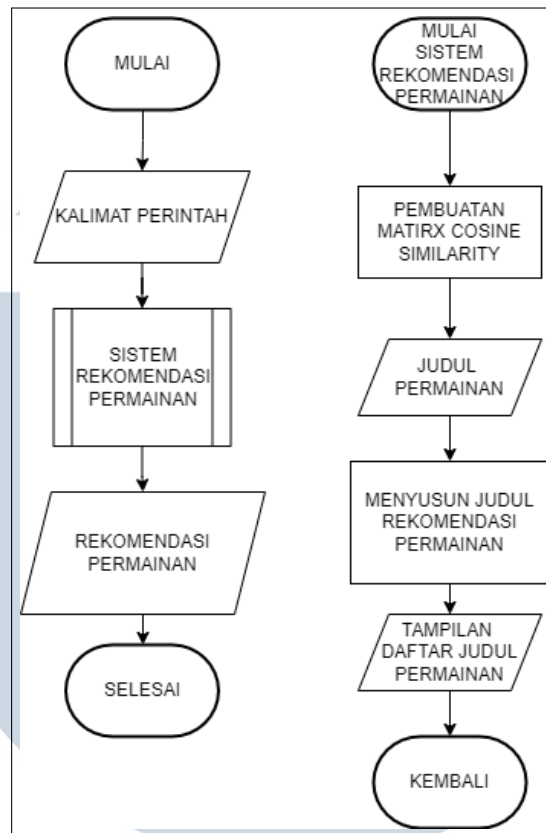 MULAI
KALIMAT PERINTAH
SISTEM
REKOMENDASI
PERMAINAN
REKOMENDASI
PERMAINAN
SELESAI
MULAI
SISTEM
REKOMENDASI
PERMAINAN
PEMBUATAN
MATIRX COSINE
SIMILARITY
JUDUL
PERMAINAN
MENYUSUN JUDUL
REKOMENDASI
PERMAINAN
TAMPILAN
DAFTAR JUDUL
PERMAINAN
KEMBALI